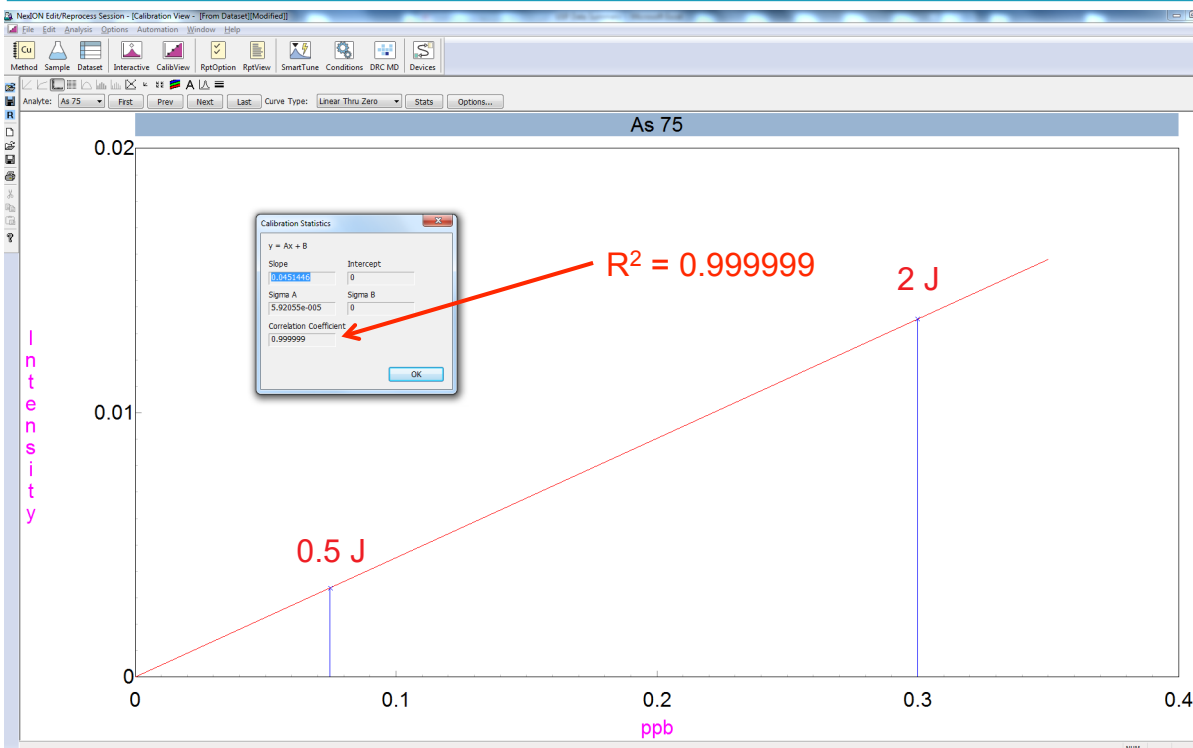 NexION Edit/Reprocess Session - [Calibration View - [From Dataset][Modified]]
File Edit Analysis Options Automation Window Help
Cu
Method Sample Dataset Interactive CalibView RptOption RptView SmartTune Conditions DRC MD Devices
A
Analyte: As 75 First Prev Next Last Curve Type: Linear Thru Zero Stats Options...
R
As 75
0.02
Calibration Statistics
y = Ax + B
Slope Intercept
0.0451446 0
Sigma A Sigma B
5.92055e-005 0
Correlation Coefficient
0.999999
OK
R² = 0.999999
2 J
Intensity
0.01
0.5 J
0
0 0.1 0.2 0.3 0.4
ppb
NUM